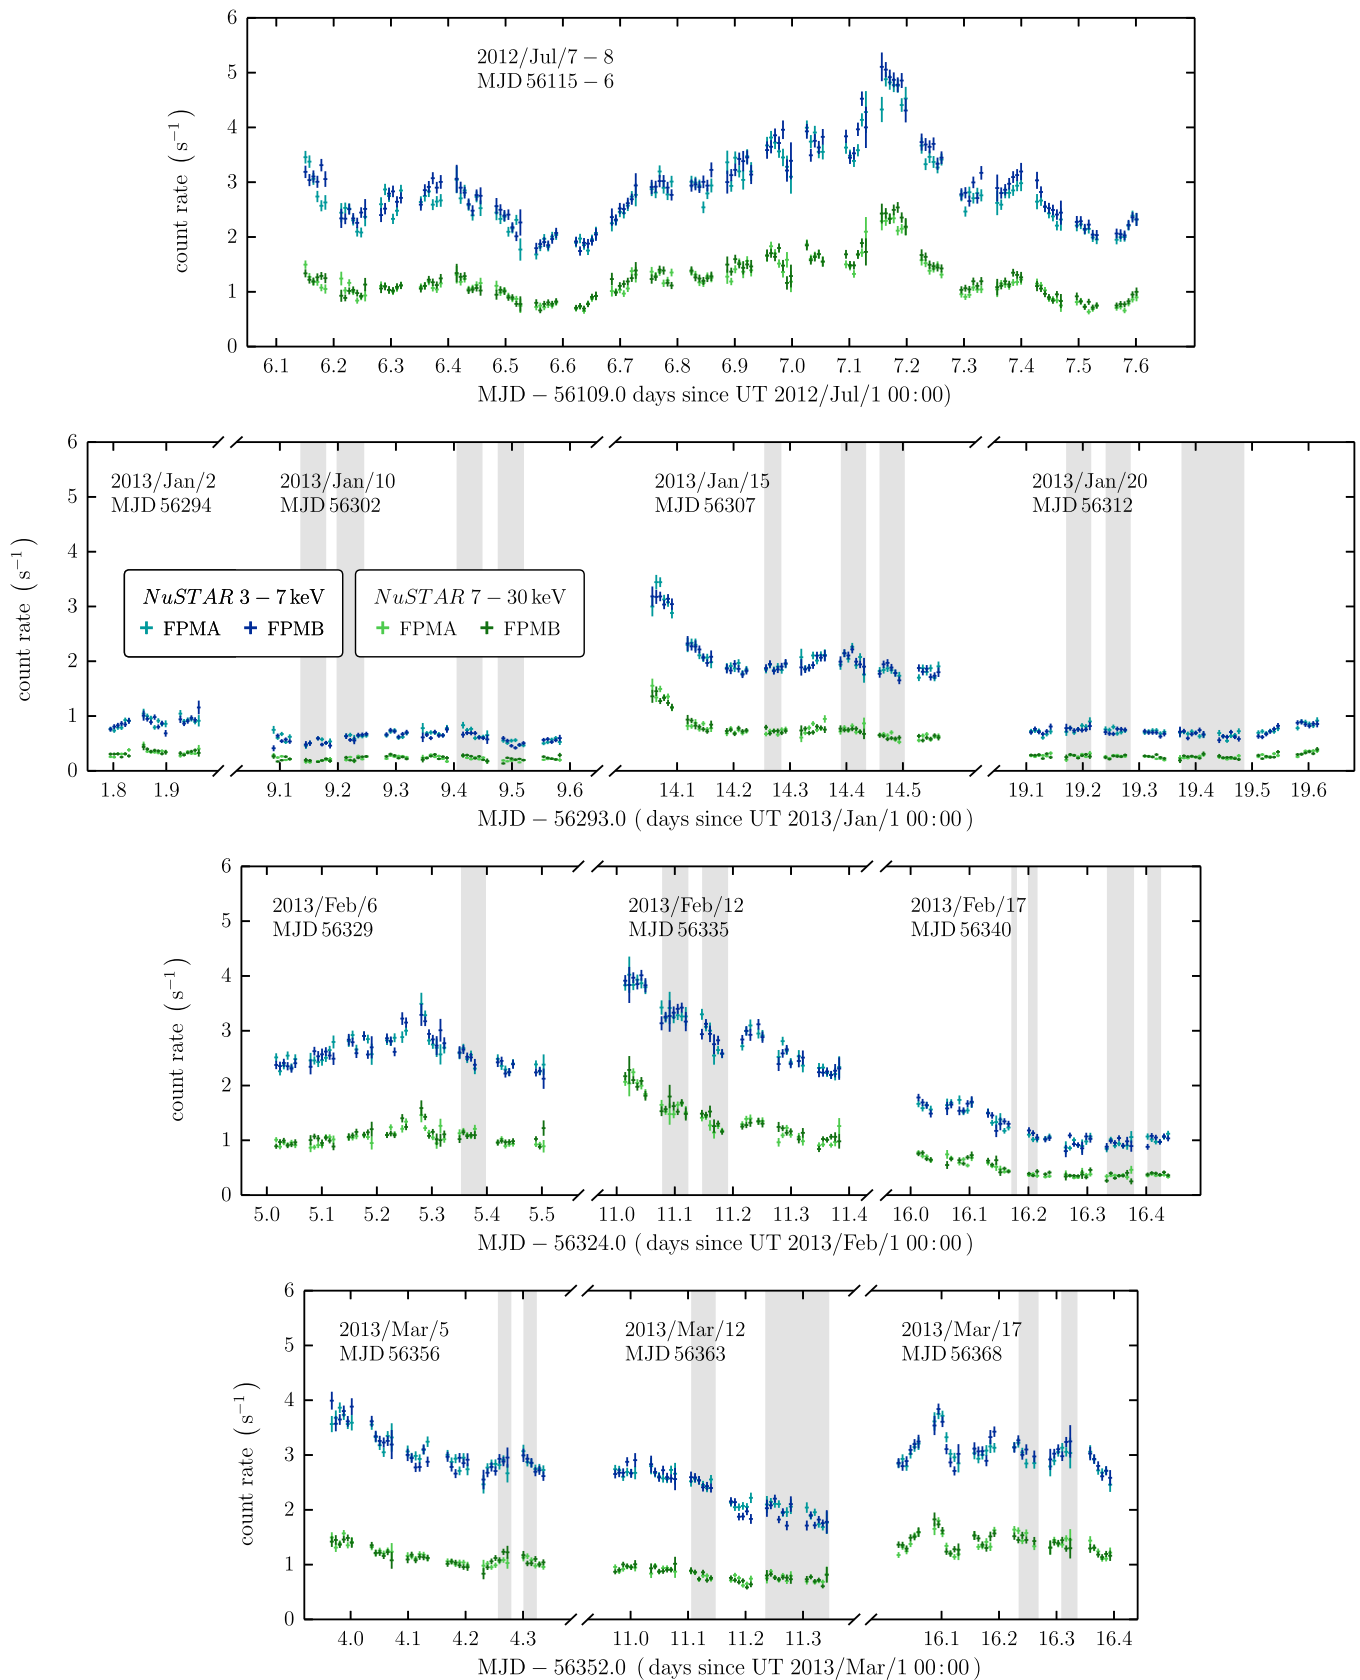 6
5
4
3
2
1
0
count rate (s−1)
2012/Jul/7 – 8
MJD 56115 – 6
6.1 6.2 6.3 6.4 6.5 6.6 6.7 6.8 6.9 7.0 7.1 7.2 7.3 7.4 7.5 7.6
MJD − 56109.0 days since UT 2012/Jul/1 00:00)
6
5
4
3
2
1
0
count rate (s−1)
2013/Jan/2
MJD 56294
2013/Jan/10
MJD 56302
2013/Jan/15
MJD 56307
2013/Jan/20
MJD 56312
NuSTAR 3 − 7 keV
FPMA FPMB
NuSTAR 7 − 30 keV
FPMA FPMB
1.8 1.9 9.1 9.2 9.3 9.4 9.5 9.6 14.1 14.2 14.3 14.4 14.5 19.1 19.2 19.3 19.4 19.5 19.6
MJD − 56293.0 (days since UT 2013/Jan/1 00:00)
6
5
4
3
2
1
0
count rate (s−1)
2013/Feb/6
MJD 56329
2013/Feb/12
MJD 56335
2013/Feb/17
MJD 56340
5.0 5.1 5.2 5.3 5.4 5.5 11.0 11.1 11.2 11.3 11.4 16.0 16.1 16.2 16.3 16.4
MJD − 56324.0 (days since UT 2013/Feb/1 00:00)
6
5
4
3
2
1
0
count rate (s−1)
2013/Mar/5
MJD 56356
2013/Mar/12
MJD 56363
2013/Mar/17
MJD 56368
4.0 4.1 4.2 4.3 11.0 11.1 11.2 11.3 16.1 16.2 16.3 16.4
MJD − 56352.0 (days since UT 2013/Mar/1 00:00)